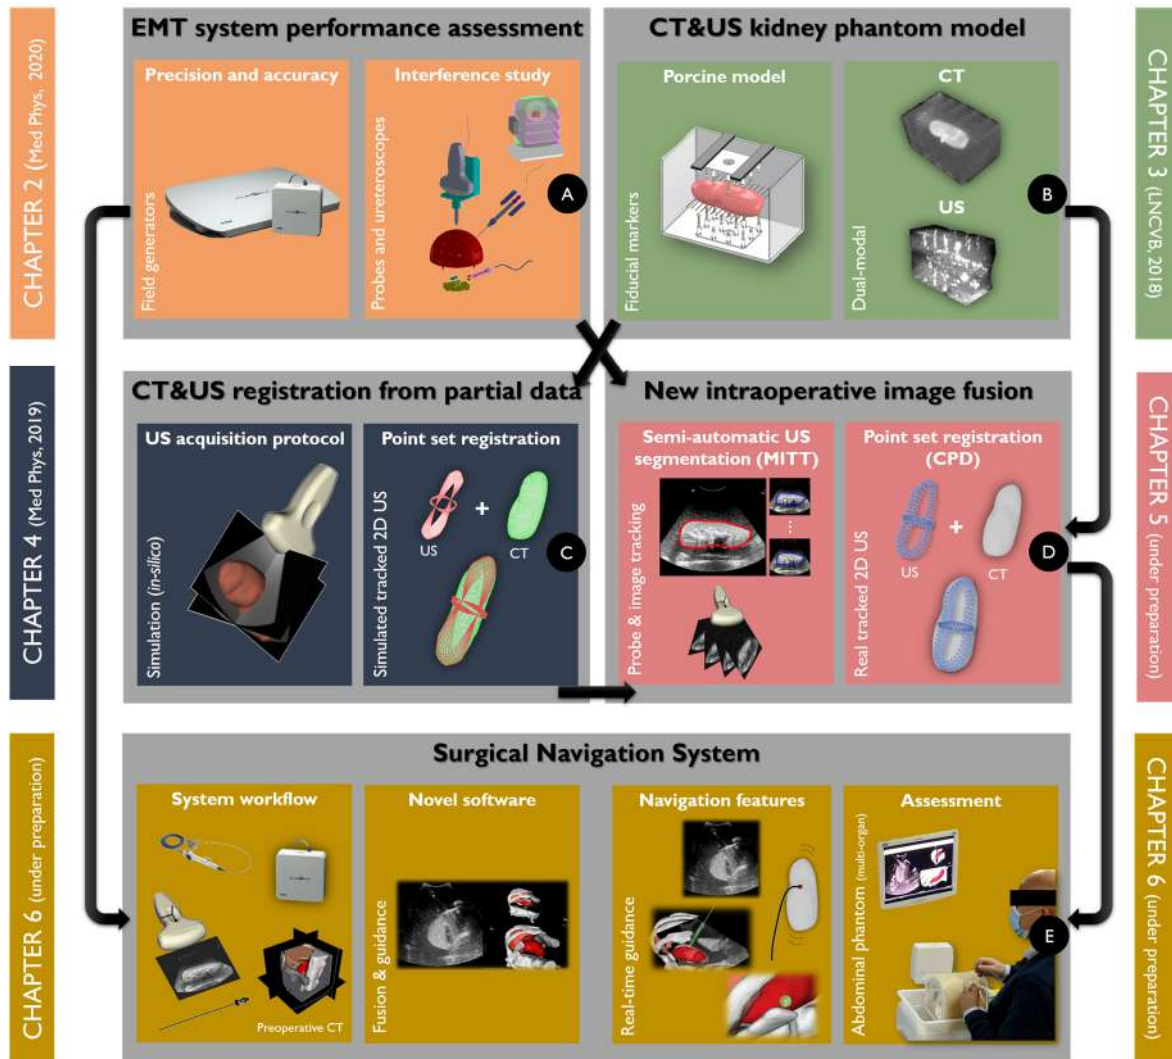 EMT system performance assessment
CT&US kidney phantom model
CHAPTER 2 (Med Phys, 2020)
Precision and accuracy
Field generators
Interference study
Probes and ureteroscopes
A
Porcine model
Fiducial markers
CT
US
Dual-modal
B
CHAPTER 3 (LNCVB, 2018)
CHAPTER 4 (Med Phys, 2019)
CT&US registration from partial data
US acquisition protocol
Simulation (in-silico)
Point set registration
Simulated tracked 2D US
+
US
CT
C
New intraoperative image fusion
Semi-automatic US
segmentation (MITT)
Probe & image tracking
Point set registration
(CPD)
Real tracked 2D US
+
US
CT
D
CHAPTER 5 (under preparation)
CHAPTER 6 (under preparation)
Surgical Navigation System
System workflow
Preoperative CT
Novel software
Fusion & guidance
Navigation features
Real-time guidance
Assessment
Abdominal phantom (multi-organ)
E
CHAPTER 6 (under preparation)